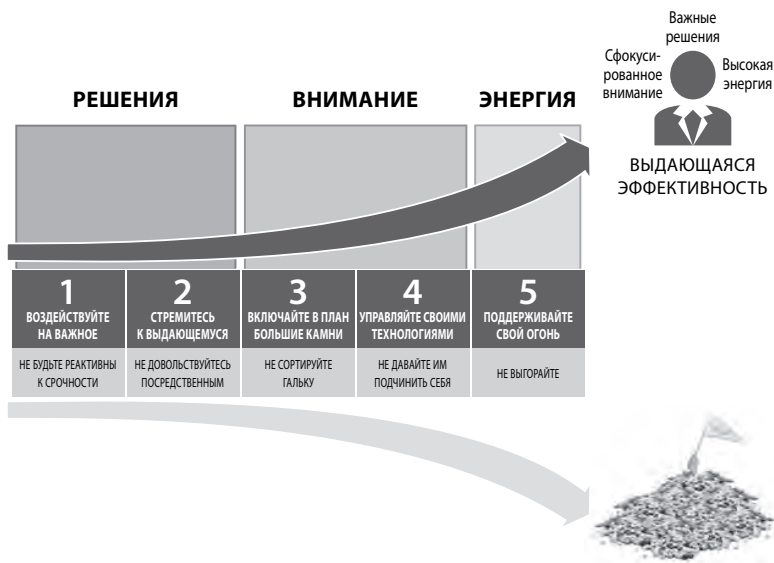 Важные
решения
Сфокуси-
рованное
внимание
Высокая
энергия
ВЫДАЮЩАЯСЯ
ЭФФЕКТИВНОСТЬ
РЕШЕНИЯ
ВНИМАНИЕ
ЭНЕРГИЯ
1
ВОЗДЕЙСТВУЙТЕ
НА ВАЖНОЕ
2
СТРЕМИТЕСЬ
К ВЫДАЮЩЕМУСЯ
3
ВКЛЮЧАЙТЕ В ПЛАН
БОЛЬШИЕ КАМНИ
4
УПРАВЛЯЙТЕ СВОИМИ
ТЕХНОЛОГИЯМИ
5
ПОДДЕРЖИВАЙТЕ
СВОЙ ОГОНЬ
НЕ БУДЬТЕ РЕАКТИВНЫ
К СРОЧНОСТИ
НЕ ДОВОЛЬСТВУЙТЕСЬ
ПОСРЕДСТВЕННЫМ
НЕ СОРТИРУЙТЕ
ГАЛЬКУ
НЕ ДАВАЙТЕ ИМ
ПОДЧИНИТЬ СЕБЯ
НЕ ВЫГОРАЙТЕ